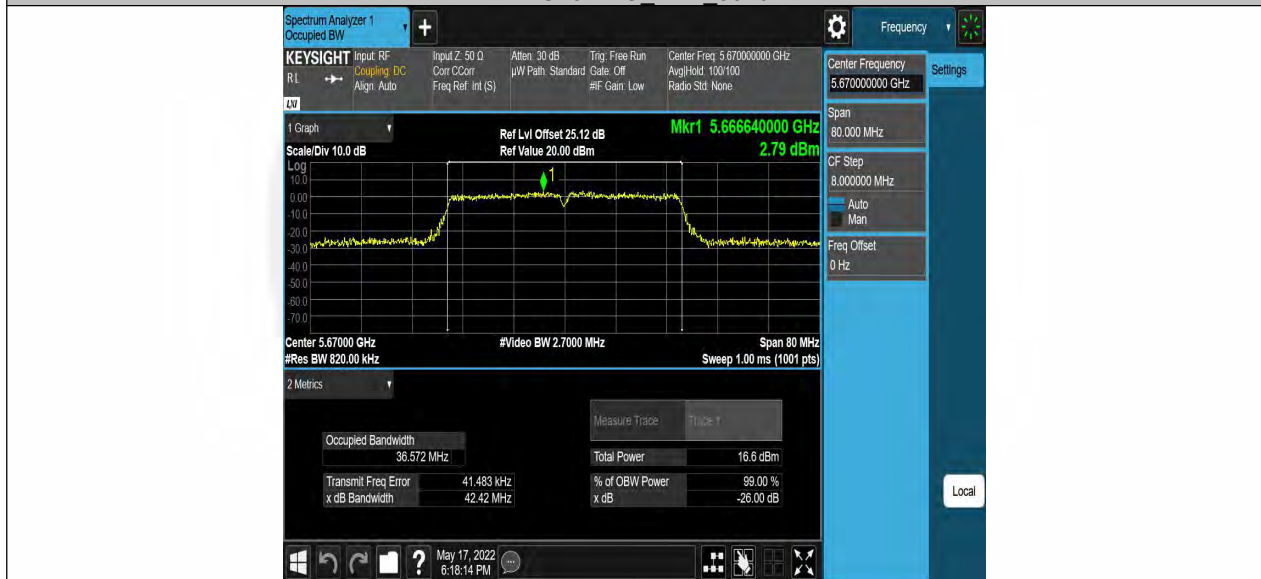 Spectrum Analyzer 1
Occupied BW
Frequency
KEYSIGHT
RL
LXI
Input: RF
Coupling: DC
Align: Auto
Input Z: 50 Ω
Corr CCorr
Freq Ref: Int (S)
Atten: 30 dB
µW Path: Standard
Trig: Free Run
Gate: Off
#IF Gain: Low
Center Freq: 5.670000000 GHz
Avg|Hold: 100/100
Radio Std: None
Center Frequency
5.670000000 GHz
Settings
Span
80.000 MHz
CF Step
8.000000 MHz
Auto
Man
Freq Offset
0 Hz
Local
1 Graph
Scale/Div 10.0 dB
Ref Lvl Offset 25.12 dB
Ref Value 20.00 dBm
Mkr1 5.666640000 GHz
2.79 dBm
Log
10.0
0.00
-10.0
-20.0
-30.0
-40.0
-50.0
-60.0
-70.0
1
Center 5.67000 GHz
#Res BW 820.00 kHz
#Video BW 2.7000 MHz
Span 80 MHz
Sweep 1.00 ms (1001 pts)
2 Metrics
Measure Trace
Trace 1
Occupied Bandwidth
36.572 MHz
Total Power 16.6 dBm
Transmit Freq Error 41.483 kHz
% of OBW Power 99.00 %
x dB Bandwidth 42.42 MHz
x dB -26.00 dB
May 17, 2022
6:18:14 PM